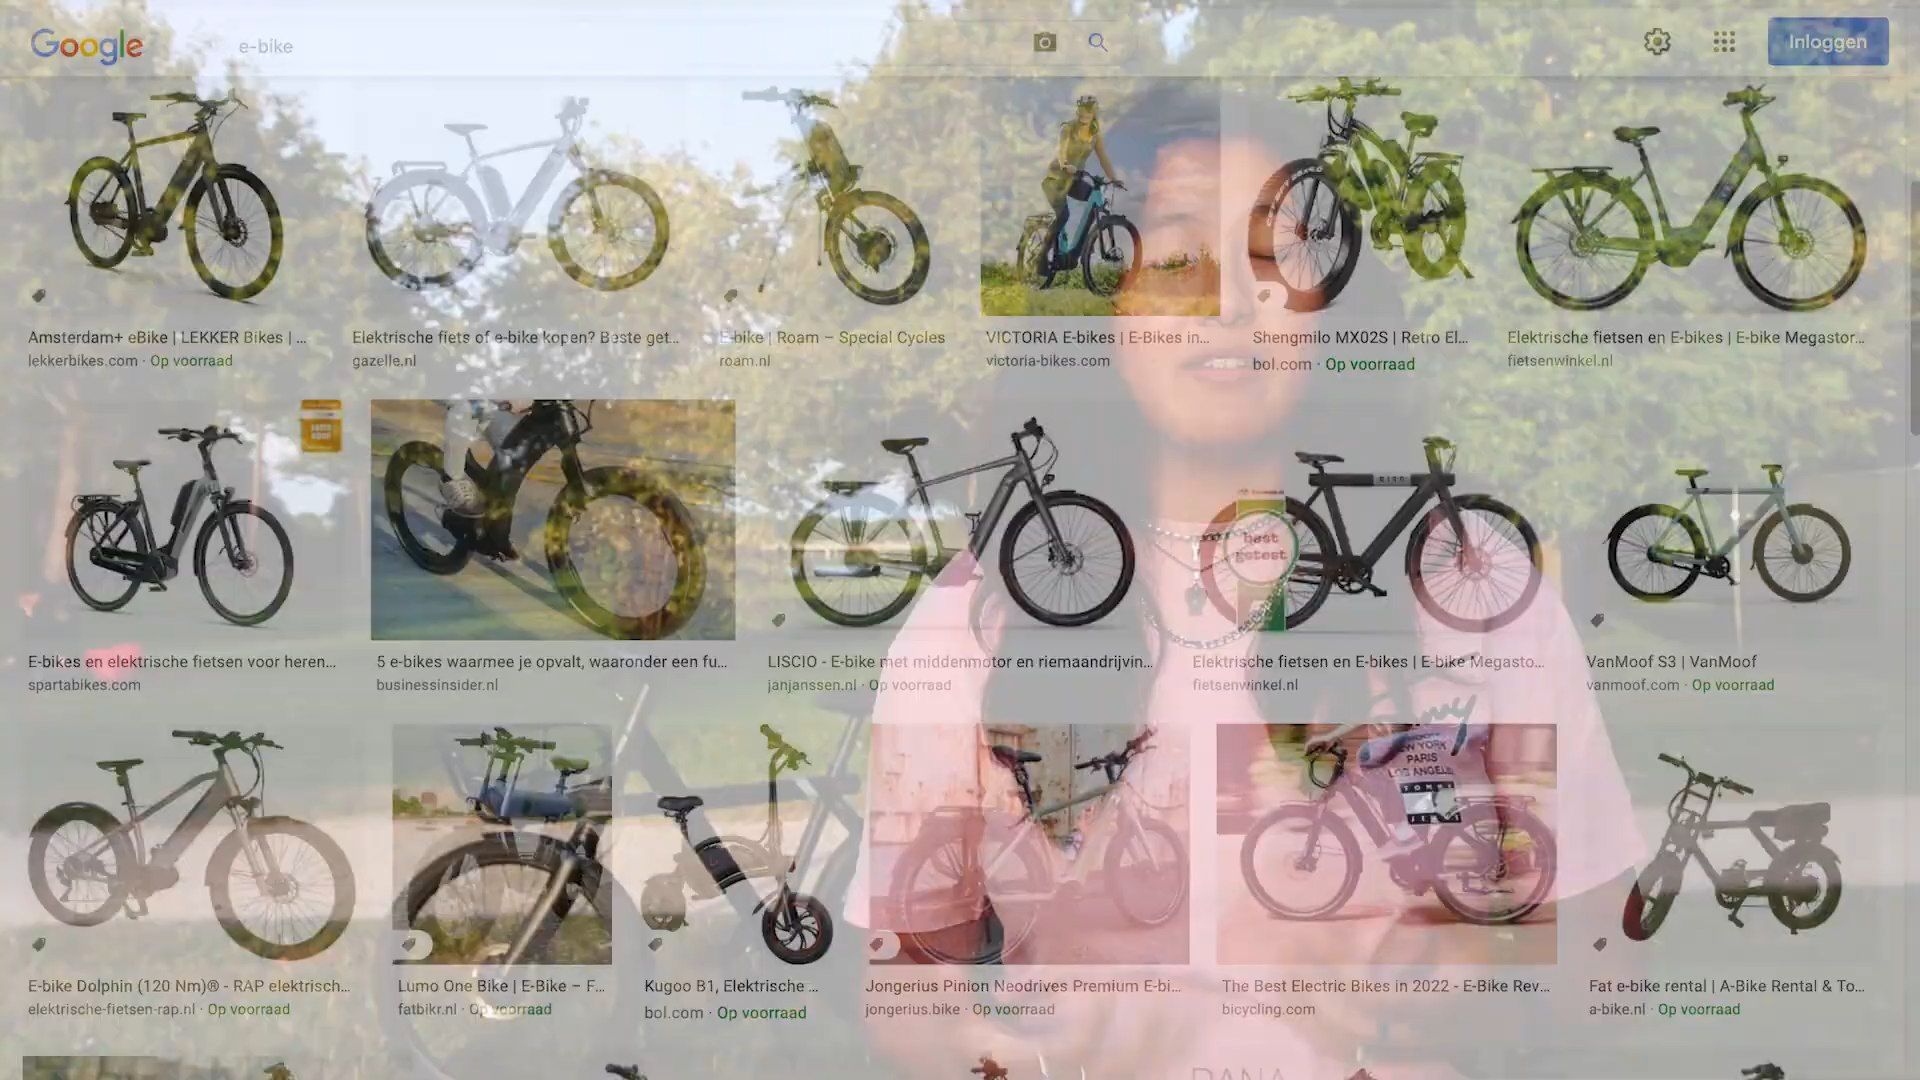 Google
e-bike
Inloggen
Amsterdam+ eBike | LEKKER Bikes | ...
lekkerbikes.com · Op voorraad
Elektrische fiets of e-bike kopen? Beste get...
gazelle.nl
E-bike | Roam – Special Cycles
roam.nl
VICTORIA E-bikes | E-Bikes in...
victoria-bikes.com
Shengmilo MX02S | Retro El...
bol.com · Op voorraad
Elektrische fietsen en E-bikes | E-bike Megastor...
fietsenwinkel.nl
best
getest
E-bikes en elektrische fietsen voor heren...
spartabikes.com
5 e-bikes waarmee je opvalt, waaronder een fu...
businessinsider.nl
LISCIO - E-bike met middenmotor en riemaandrijvin...
janjanssen.nl · Op voorraad
Elektrische fietsen en E-bikes | E-bike Megasto...
fietsenwinkel.nl
VanMoof S3 | VanMoof
vanmoof.com · Op voorraad
NEW YORK
PARIS
LOS ANGELES
TOMMY
JEANS
E-bike Dolphin (120 Nm)® - RAP elektrisch...
elektrische-fietsen-rap.nl · Op voorraad
Lumo One Bike | E-Bike – F...
fatbikr.nl · Op voorraad
Kugoo B1, Elektrische ...
bol.com · Op voorraad
Jongerius Pinion Neodrives Premium E-bi...
jongerius.bike · Op voorraad
The Best Electric Bikes in 2022 - E-Bike Rev...
bicycling.com
Fat e-bike rental | A-Bike Rental & To...
a-bike.nl · Op voorraad
DANA